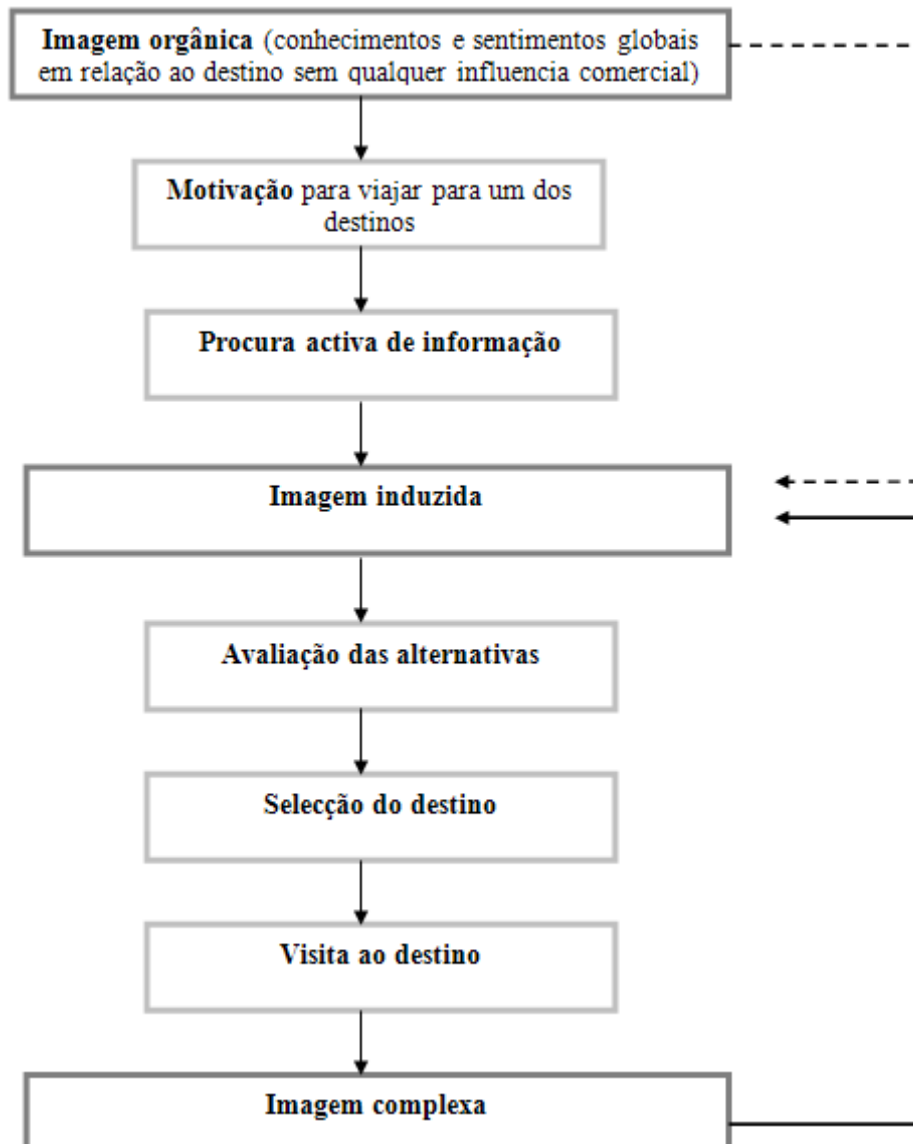 Imagem orgânica (conhecimentos e sentimentos globais
em relação ao destino sem qualquer influencia comercial)
Motivação para viajar para um dos
destinos
Procura activa de informação
Imagem induzida
Avaliação das alternativas
Selecção do destino
Visita ao destino
Imagem complexa